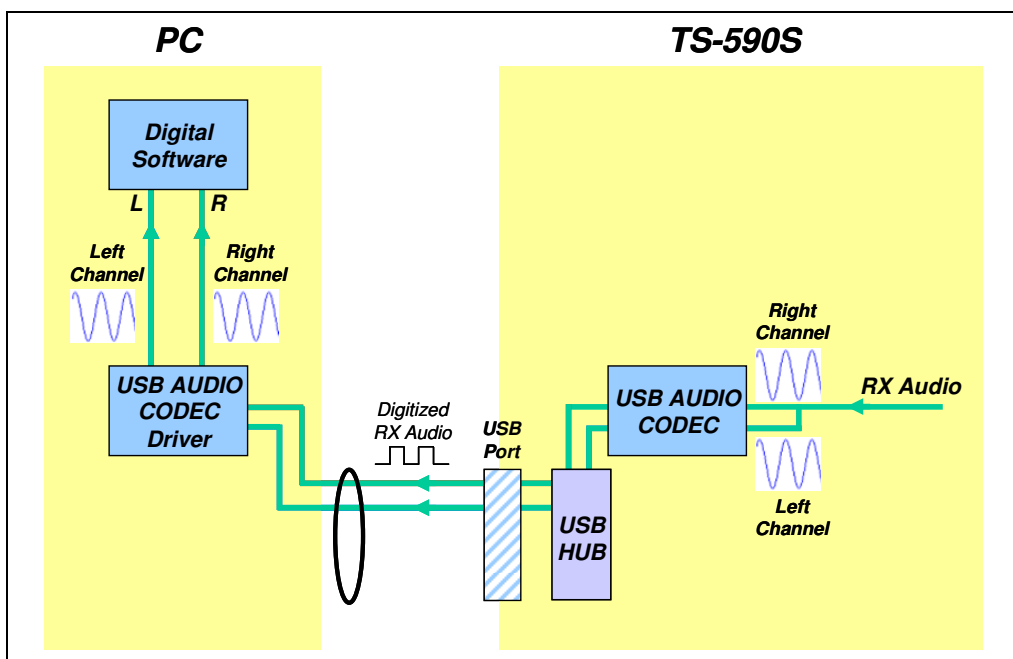 PC
TS-590S
Digital
Software
L
R
Left
Channel
Right
Channel
USB AUDIO
CODEC
Driver
Digitized
RX Audio
USB
Port
USB
HUB
USB AUDIO
CODEC
Right
Channel
RX Audio
Left
Channel